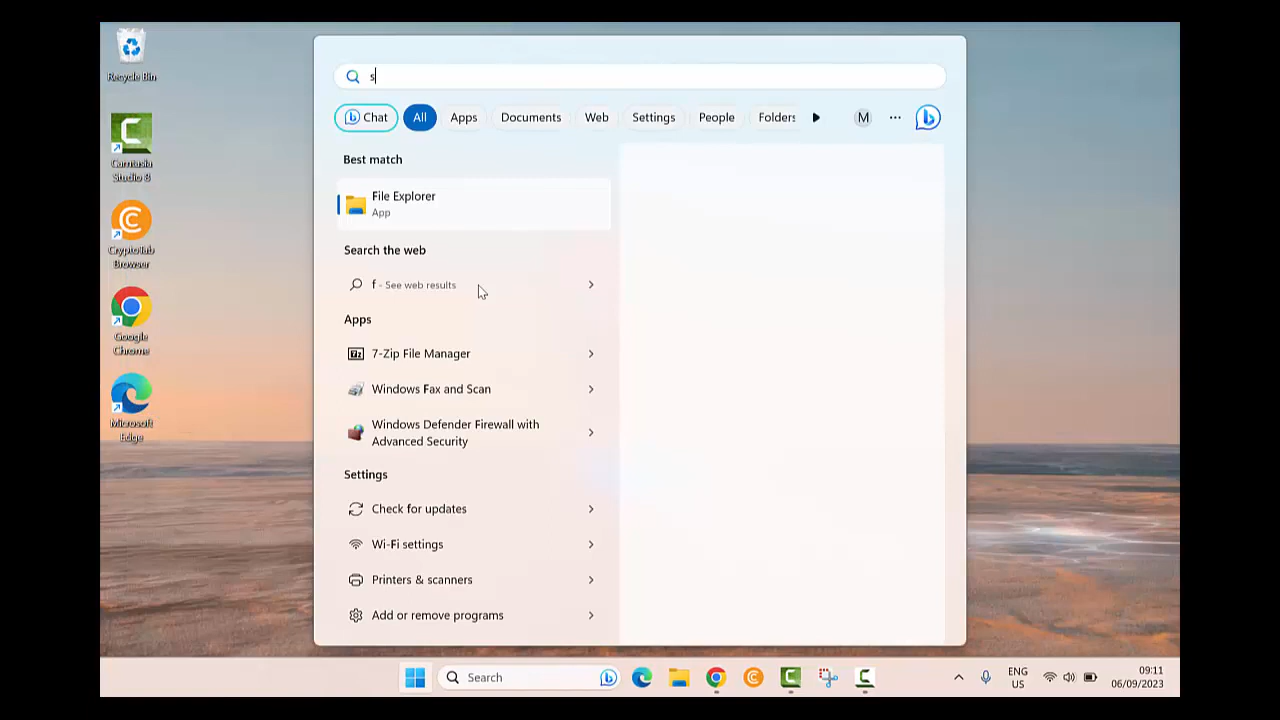 Recycle Bin
Camtasia
Studio 8
CryptoTab
Browser
Google
Chrome
Microsoft
Edge
s
Chat
All
Apps
Documents
Web
Settings
People
Folders
M
...
Best match
File Explorer
App
Search the web
f - See web results
Apps
7-Zip File Manager
Windows Fax and Scan
Windows Defender Firewall with
Advanced Security
Settings
Check for updates
Wi-Fi settings
Printers & scanners
Add or remove programs
Search
ENG
US
09:11
06/09/2023